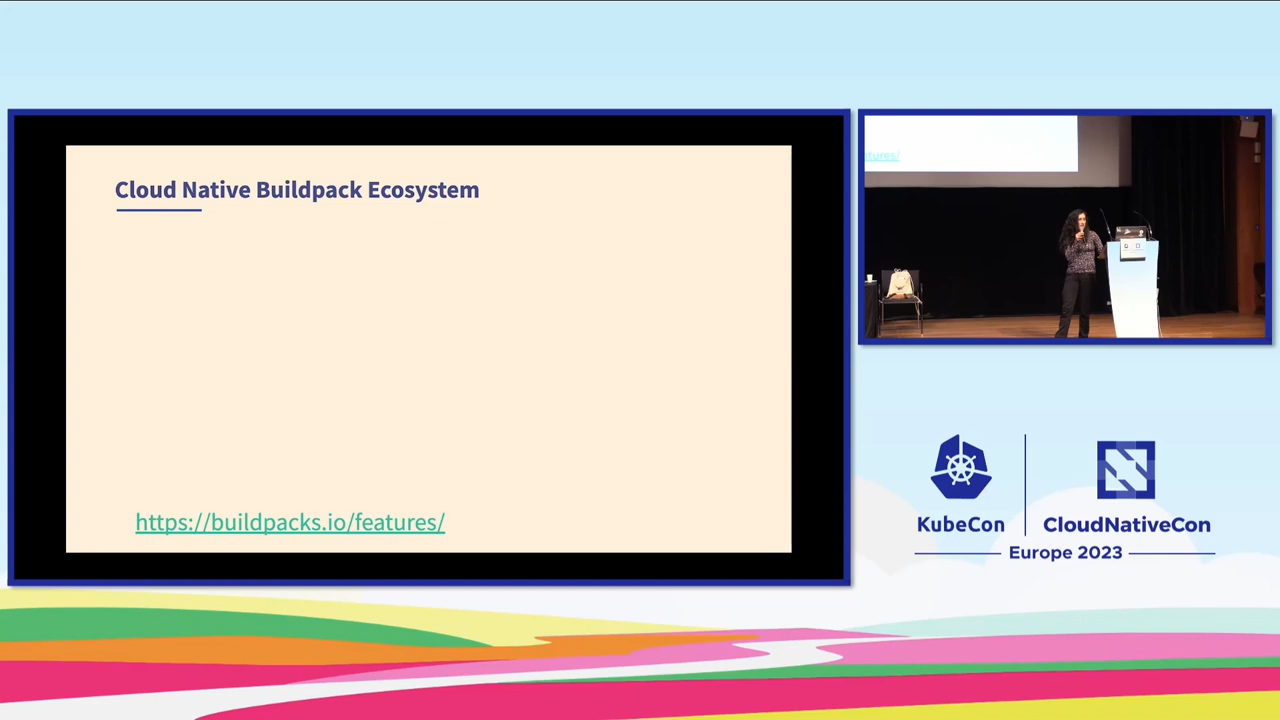 Cloud Native Buildpack Ecosystem
https://buildpacks.io/features/
tures/
KubeCon
CloudNativeCon
Europe 2023